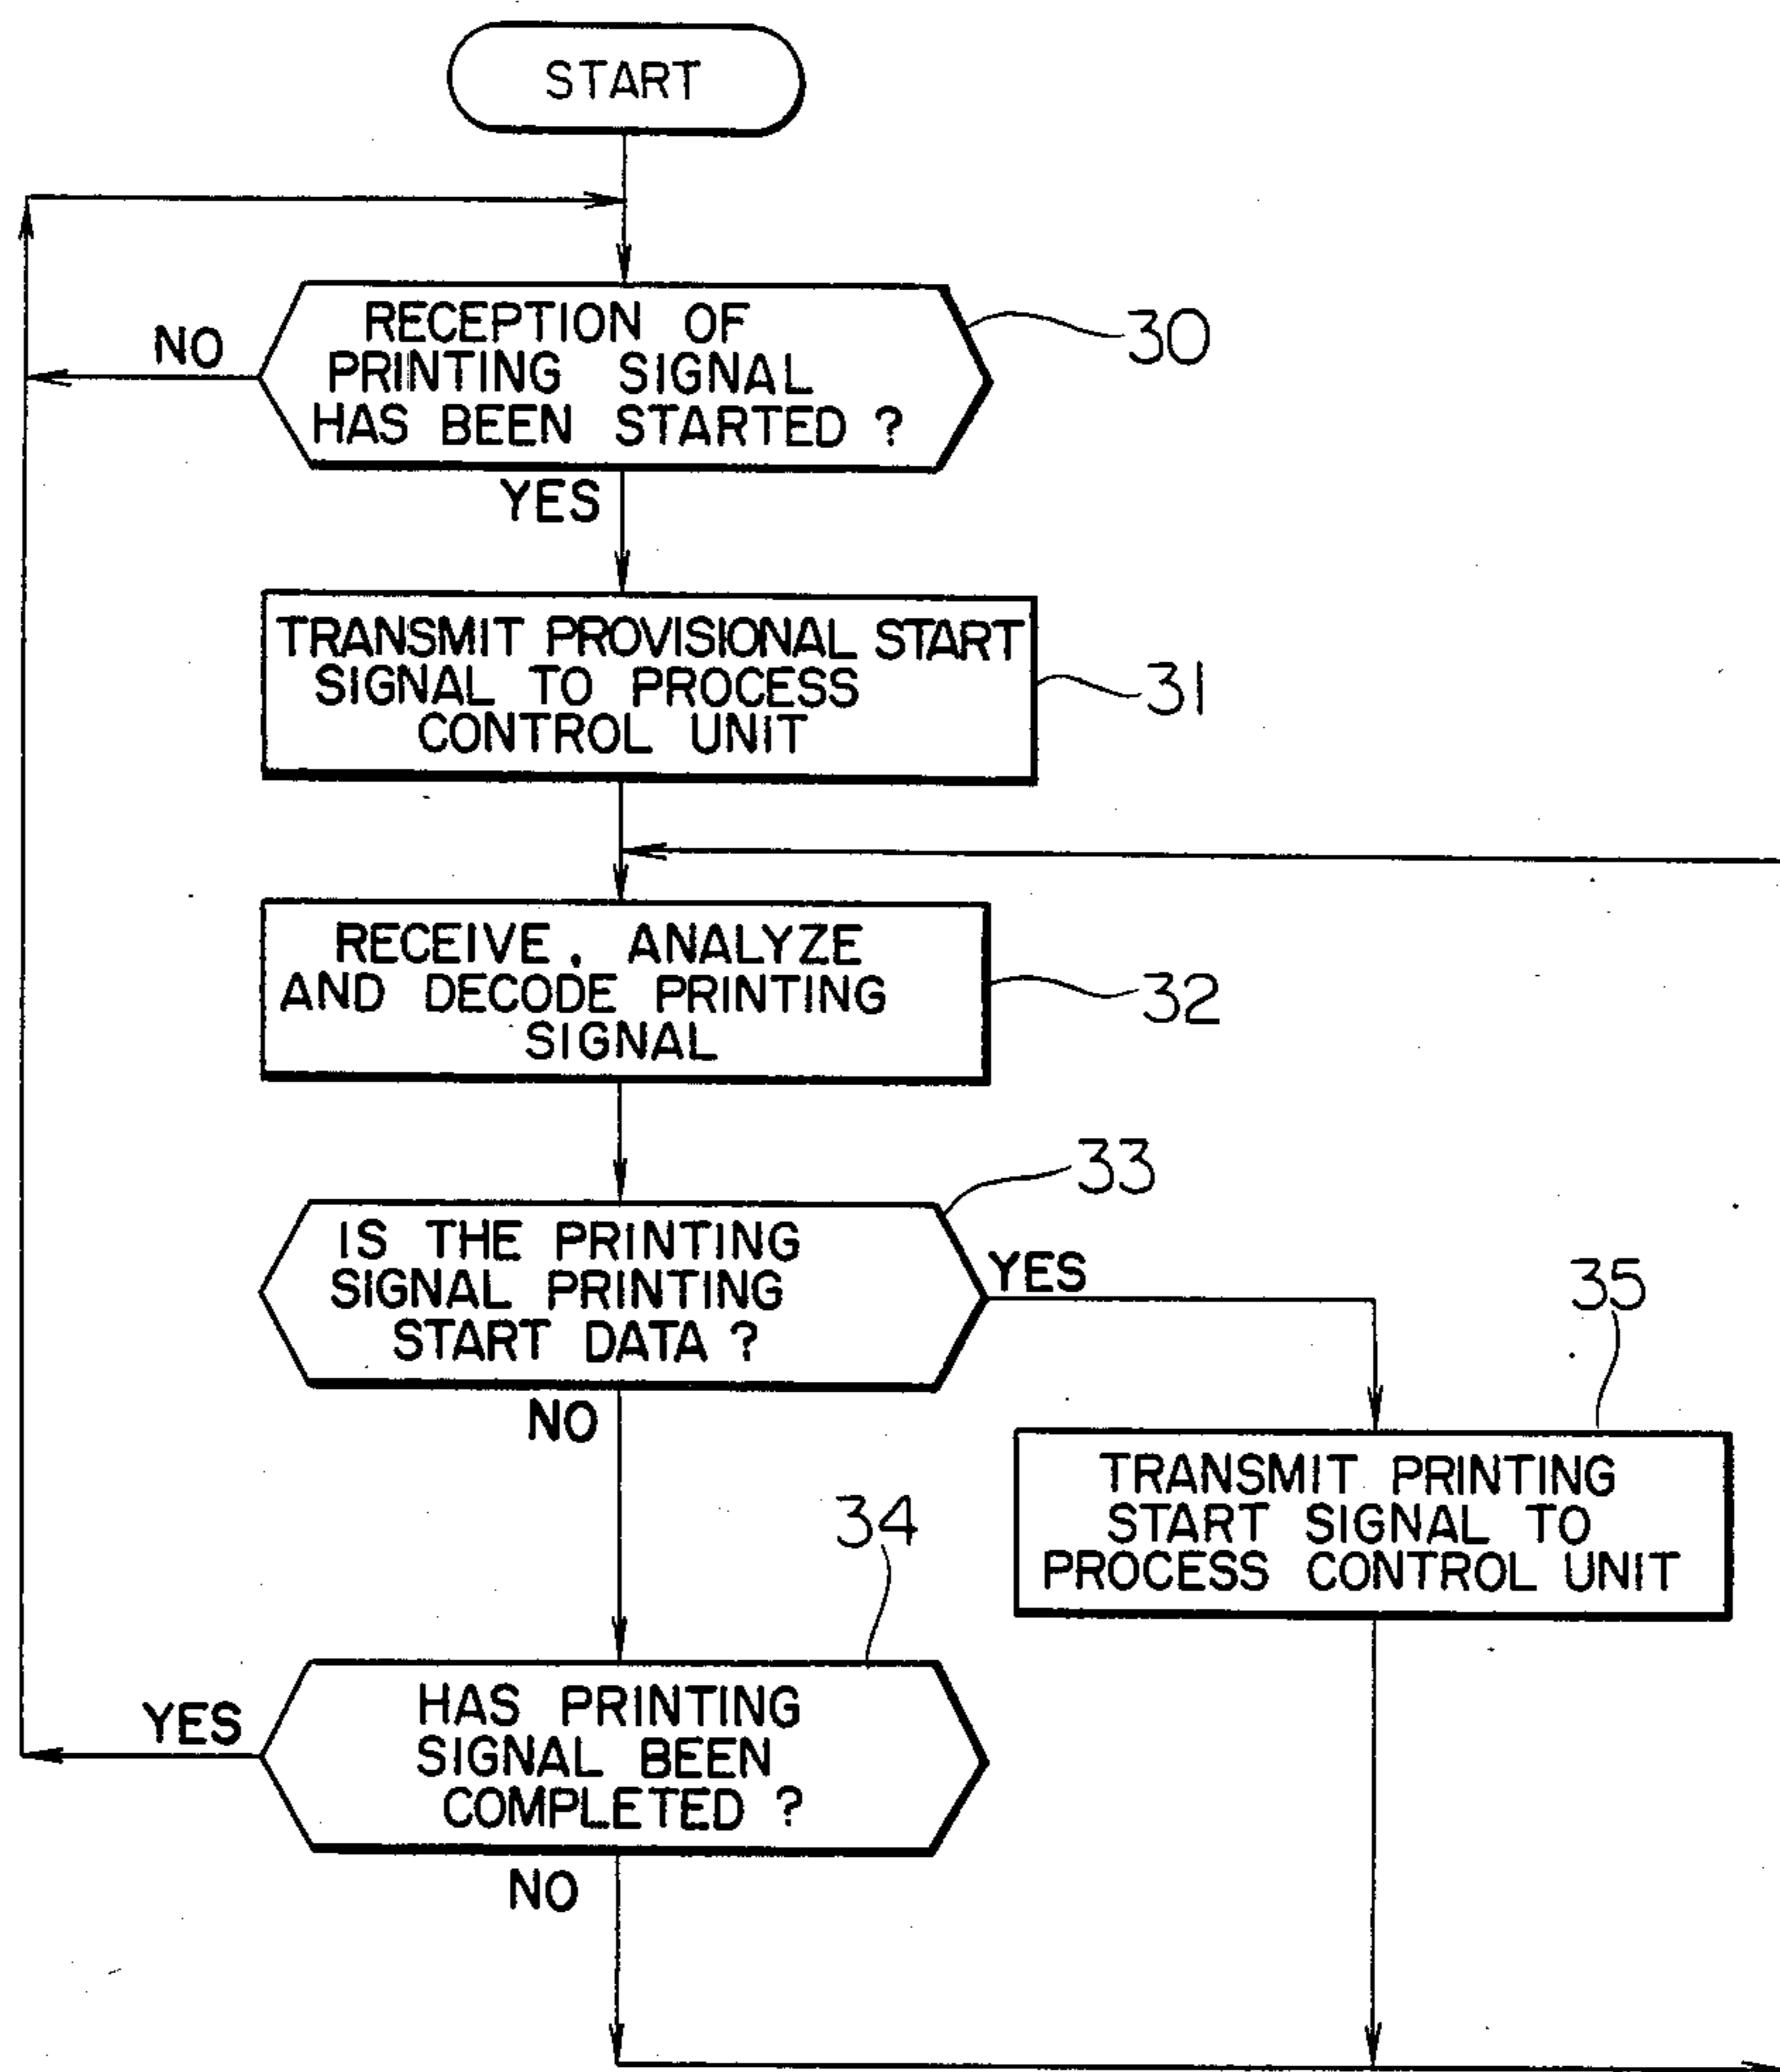 START
RECEPTION OF
PRINTING SIGNAL
HAS BEEN STARTED ?
30
NO
YES
TRANSMIT PROVISIONAL START
SIGNAL TO PROCESS
CONTROL UNIT
31
RECEIVE, ANALYZE
AND DECODE PRINTING
SIGNAL
32
33
IS THE PRINTING
SIGNAL PRINTING
START DATA ?
YES
NO
35
TRANSMIT PRINTING
START SIGNAL TO
PROCESS CONTROL UNIT
34
HAS PRINTING
SIGNAL BEEN
COMPLETED ?
YES
NO